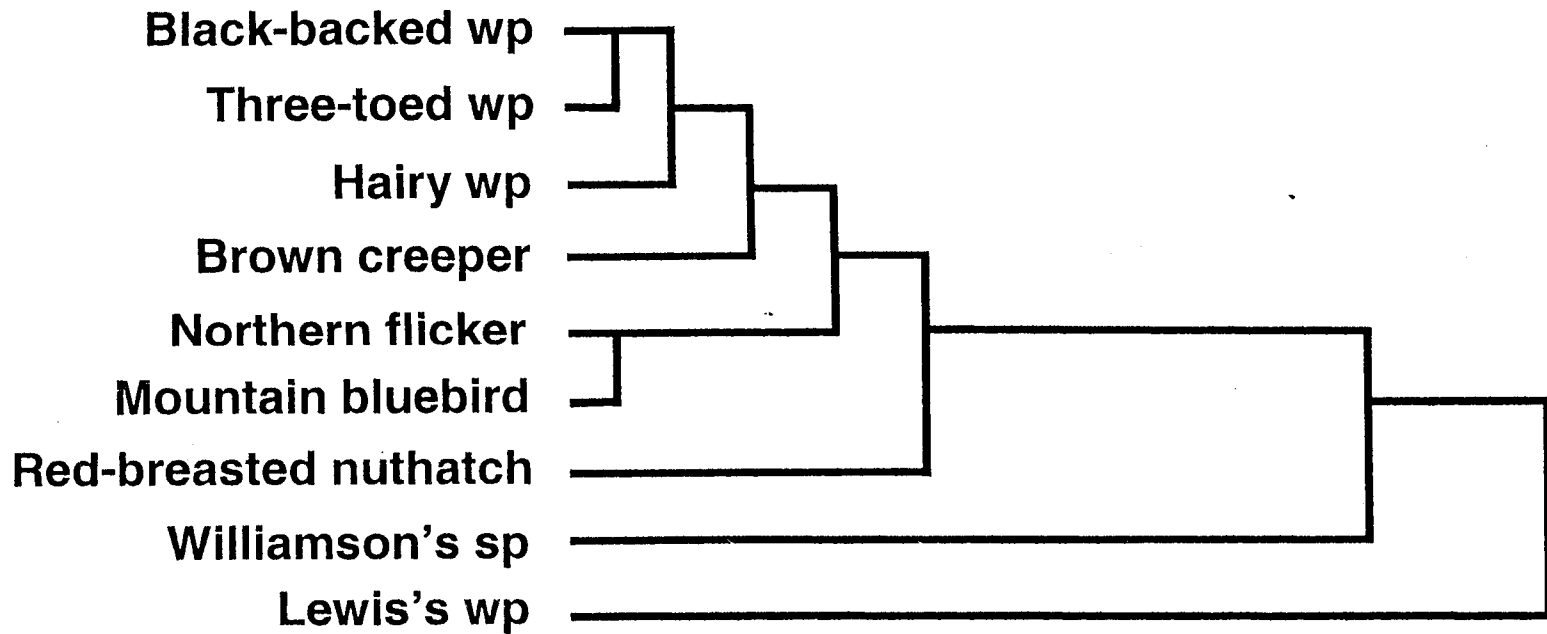 Black-backed wp
Three-toed wp
Hairy wp
Brown creeper
Northern flicker
Mountain bluebird
Red-breasted nuthatch
Williamson's sp
Lewis's wp